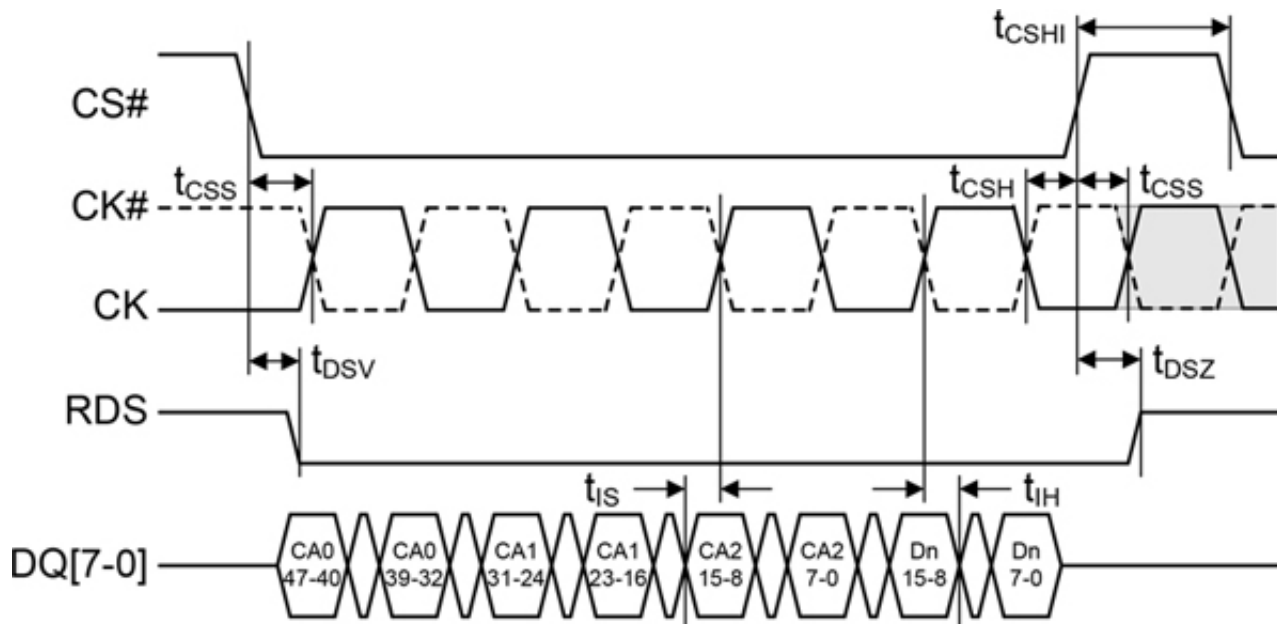 tCSHI
CS#
tCSS
tCSH
tCSS
CK#
CK
tDSV
tDSZ
RDS
tIS
tIH
DQ[7-0]
CA0
47-40
CA0
39-32
CA1
31-24
CA1
23-16
CA2
15-8
CA2
7-0
Dn
15-8
Dn
7-0